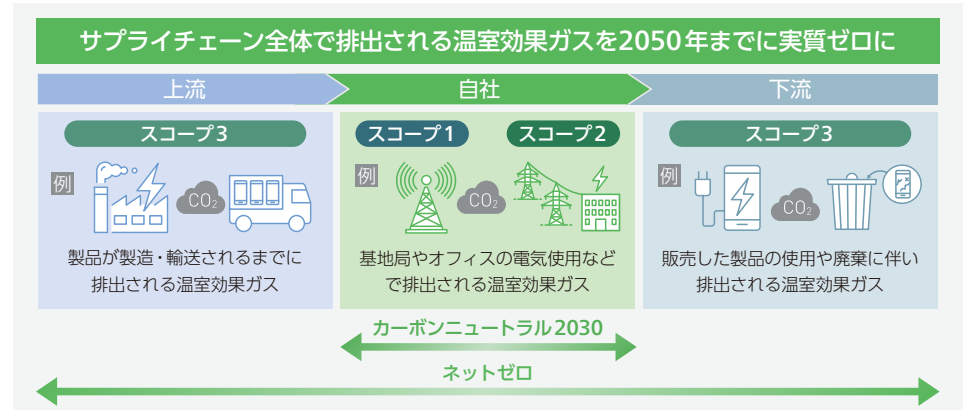 サプライチェーン全体で排出される温室効果ガスを2050年までに実質ゼロに
上流
自社
下流
スコープ3
例
CO2
製品が製造・輸送されるまでに
排出される温室効果ガス
スコープ1
スコープ2
例
CO2
基地局やオフィスの電気使用など
で排出される温室効果ガス
スコープ3
例
CO2
販売した製品の使用や廃棄に伴い
排出される温室効果ガス
カーボンニュートラル2030
ネットゼロ